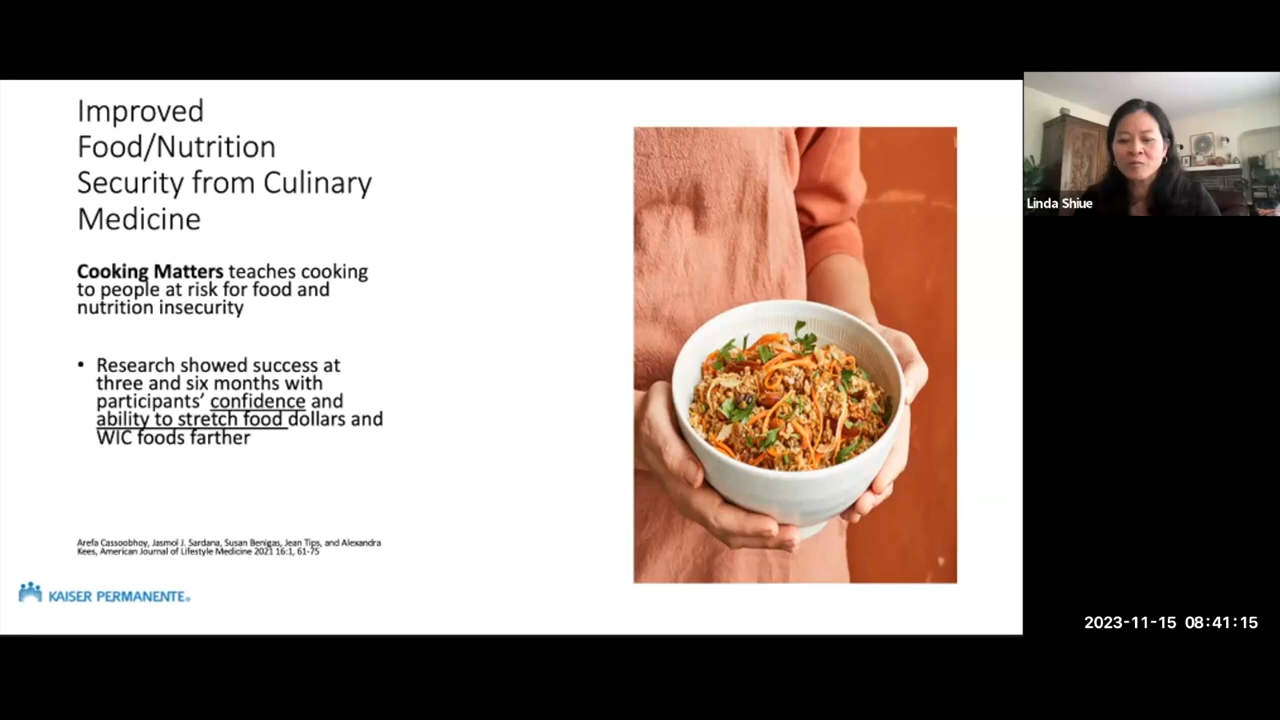 Improved
Food/Nutrition
Security from Culinary
Medicine
Cooking Matters teaches cooking
to people at risk for food and
nutrition insecurity
• Research showed success at
three and six months with
participants’ confidence and
ability to stretch food dollars and
WIC foods farther
Arefa Cassoobhoy, Jasmol J. Sardana, Susan Benigas, Jean Tips, and Alexandra
Kees, American Journal of Lifestyle Medicine 2021 16:1, 61-75
KAISER PERMANENTE®
Linda Shiue
2023-11-15 08:41:15